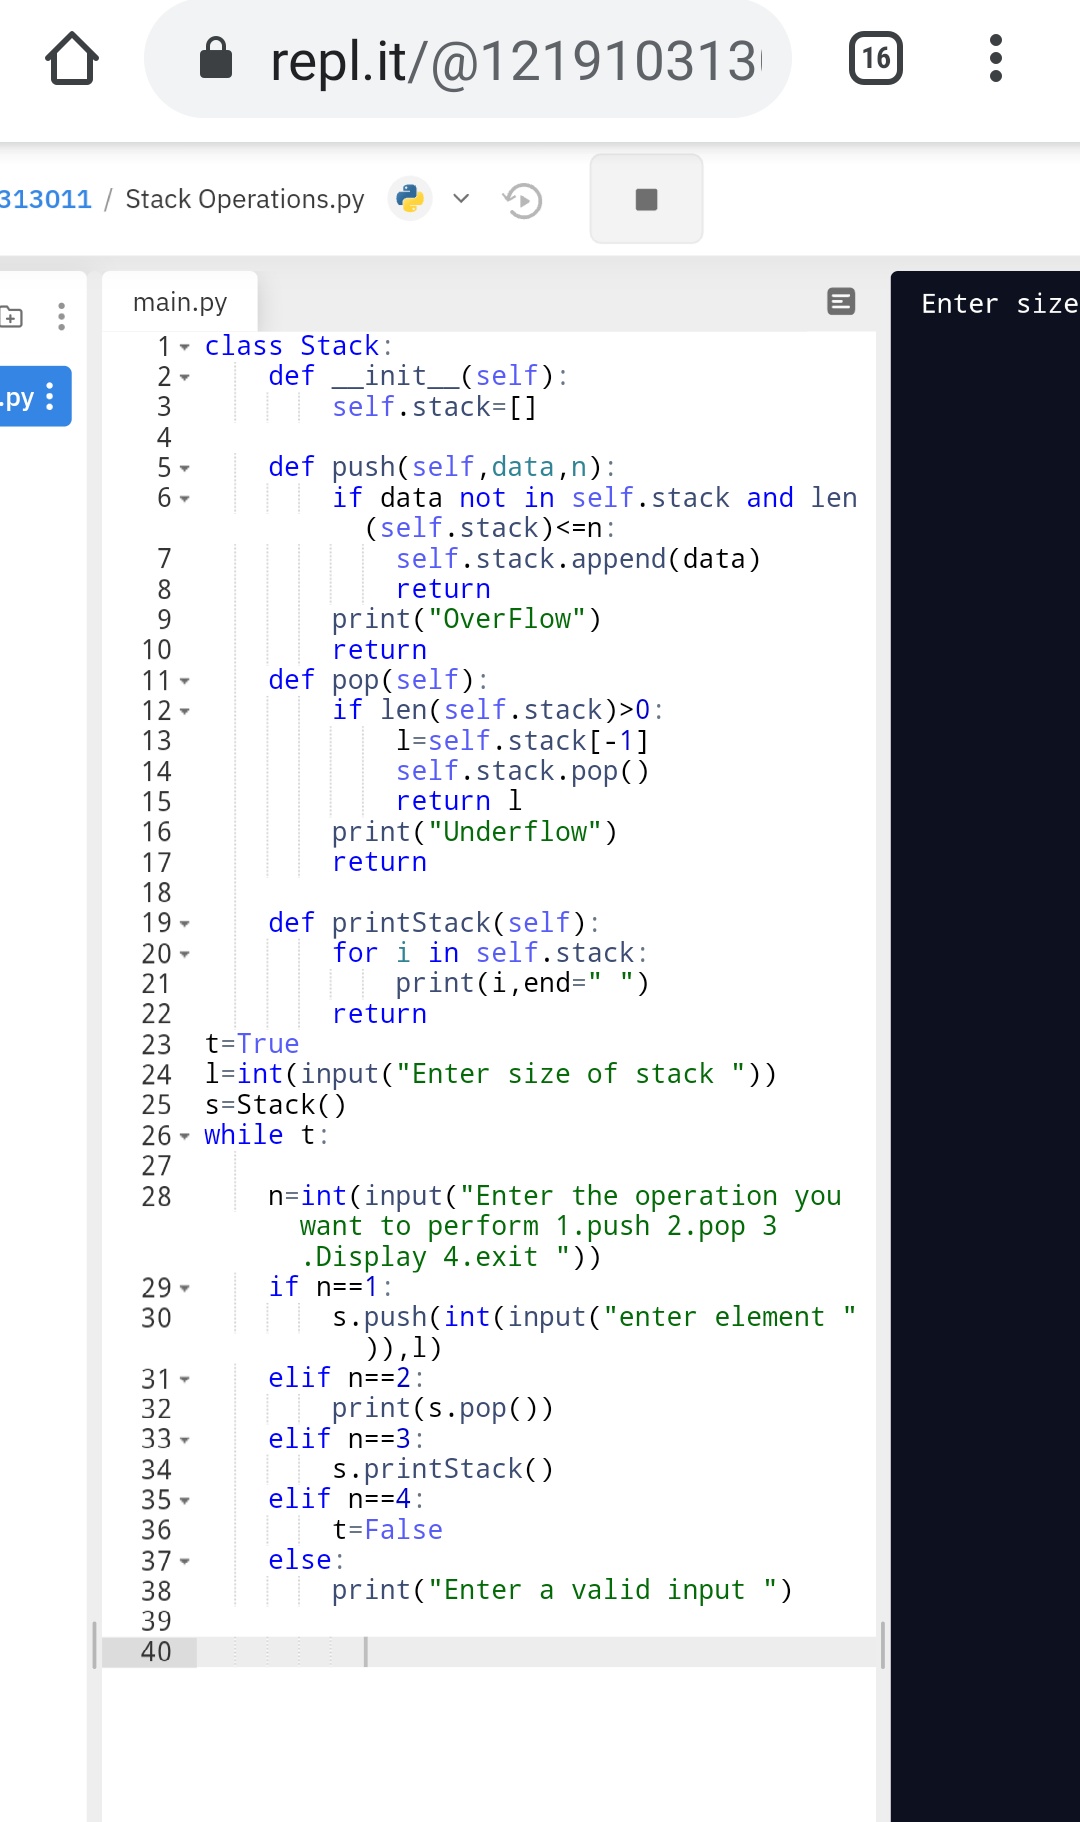 repl.it/@121910313
16
313011 / Stack Operations.py
main.py
Enter size
.py
1 class Stack:
2     def __init__(self):
3         self.stack=[]
4
5     def push(self,data,n):
6         if data not in self.stack and len
          (self.stack)<=n:
7             self.stack.append(data)
8             return
9         print("OverFlow")
10         return
11     def pop(self):
12         if len(self.stack)>0:
13             l=self.stack[-1]
14             self.stack.pop()
15             return l
16         print("Underflow")
17         return
18
19     def printStack(self):
20         for i in self.stack:
21             print(i,end=" ")
22         return
23 t=True
24 l=int(input("Enter size of stack "))
25 s=Stack()
26 while t:
27
28     n=int(input("Enter the operation you
      want to perform 1.push 2.pop 3
      .Display 4.exit "))
29     if n==1:
30         s.push(int(input("enter element "
          )),l)
31     elif n==2:
32         print(s.pop())
33     elif n==3:
34         s.printStack()
35     elif n==4:
36         t=False
37     else:
38         print("Enter a valid input ")
39
40